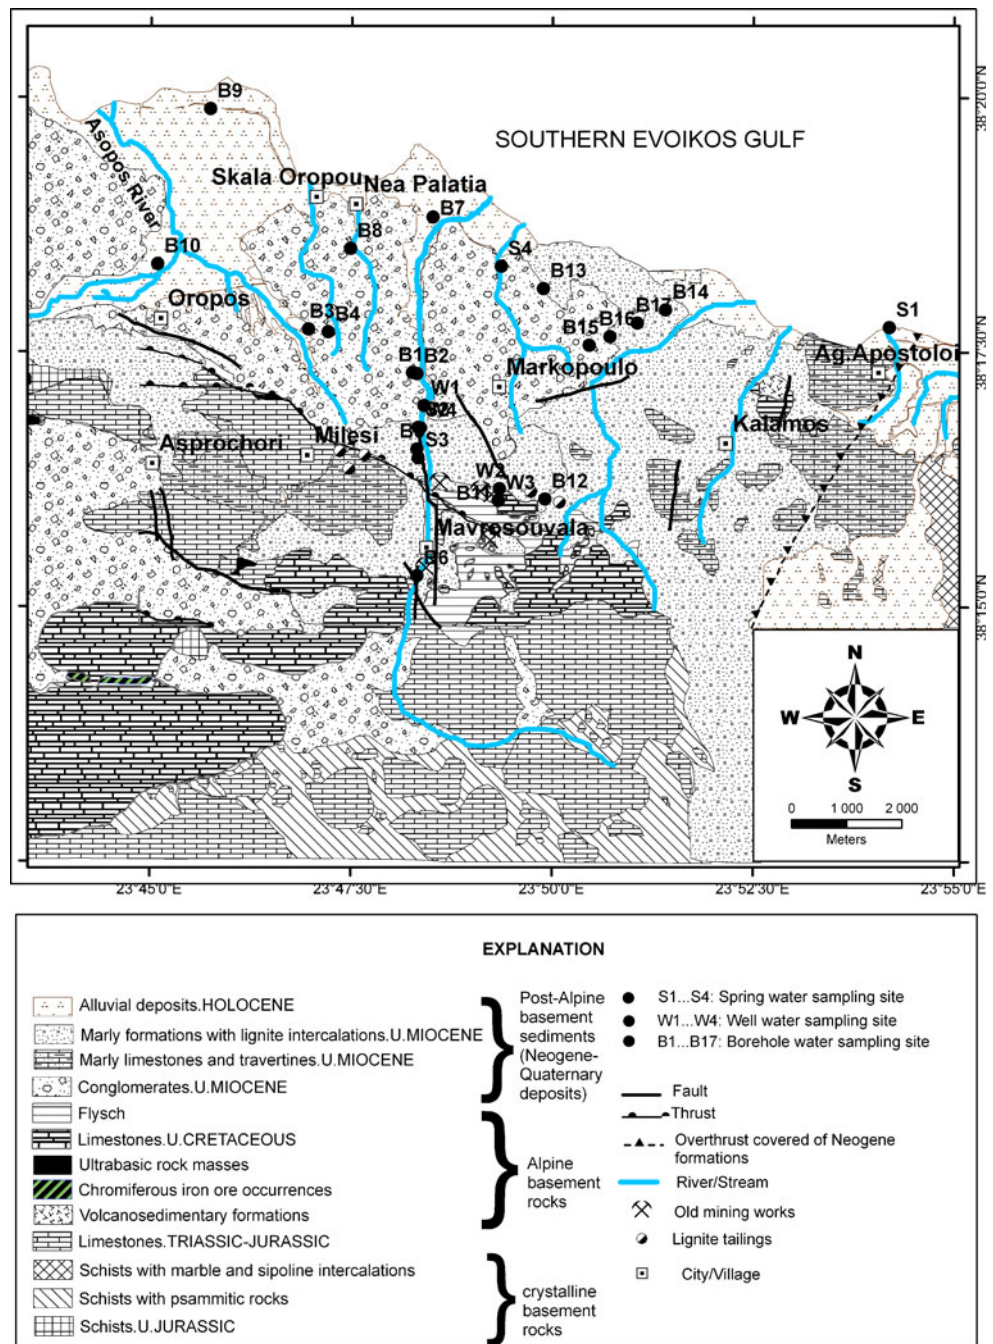 B9
38°20'0"N
SOUTHERN EVOIKOS GULF
Asopos River
Skala Oropou
Nea Palatia
B7
B8
B10
S4
B13
Oropos
B3
B4
B14
B17
B16
B15
S1
38°17'30"N
B1
B2
Markopoulo
Ag.Apostoloi
W1
Milesi
Kalamos
Asprochori
S3
W2
W3
B12
B11
Mavrosouvala
38°15'0"N
N
W
E
S
0
1 000
2 000
Meters
23°45'0"E
23°47'30"E
23°50'0"E
23°52'30"E
23°55'0"E
EXPLANATION
Alluvial deposits.HOLOCENE
Marly formations with lignite intercalations.U.MIOCENE
Marly limestones and travertines.U.MIOCENE
Conglomerates.U.MIOCENE
Flysch
Limestones.U.CRETACEOUS
Ultrabasic rock masses
Chromiferous iron ore occurrences
Volcanosedimentary formations
Limestones.TRIASSIC-JURASSIC
Schists with marble and sipoline intercalations
Schists with psammitic rocks
Schists.U.JURASSIC
Post-Alpine
basement
sediments
(Neogene-
Quaternary
deposits)
Alpine
basement
rocks
crystalline
basement
rocks
S1...S4: Spring water sampling site
W1...W4: Well water sampling site
B1...B17: Borehole water sampling site
Fault
Thrust
Overthrust covered of Neogene
formations
River/Stream
Old mining works
Lignite tailings
City/Village